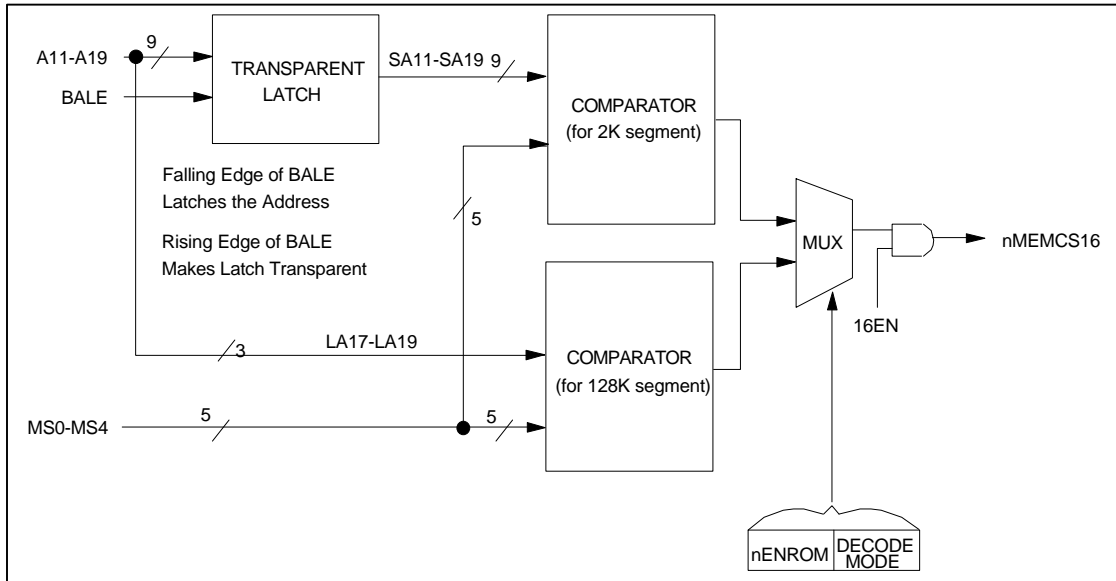 A11-A19
9
BALE
TRANSPARENT
LATCH
SA11-SA19
9
COMPARATOR
(for 2K segment)
Falling Edge of BALE
Latches the Address
Rising Edge of BALE
Makes Latch Transparent
5
MUX
nMEMCS16
16EN
3
LA17-LA19
COMPARATOR
(for 128K segment)
MS0-MS4
5
5
nENROM
DECODE
MODE